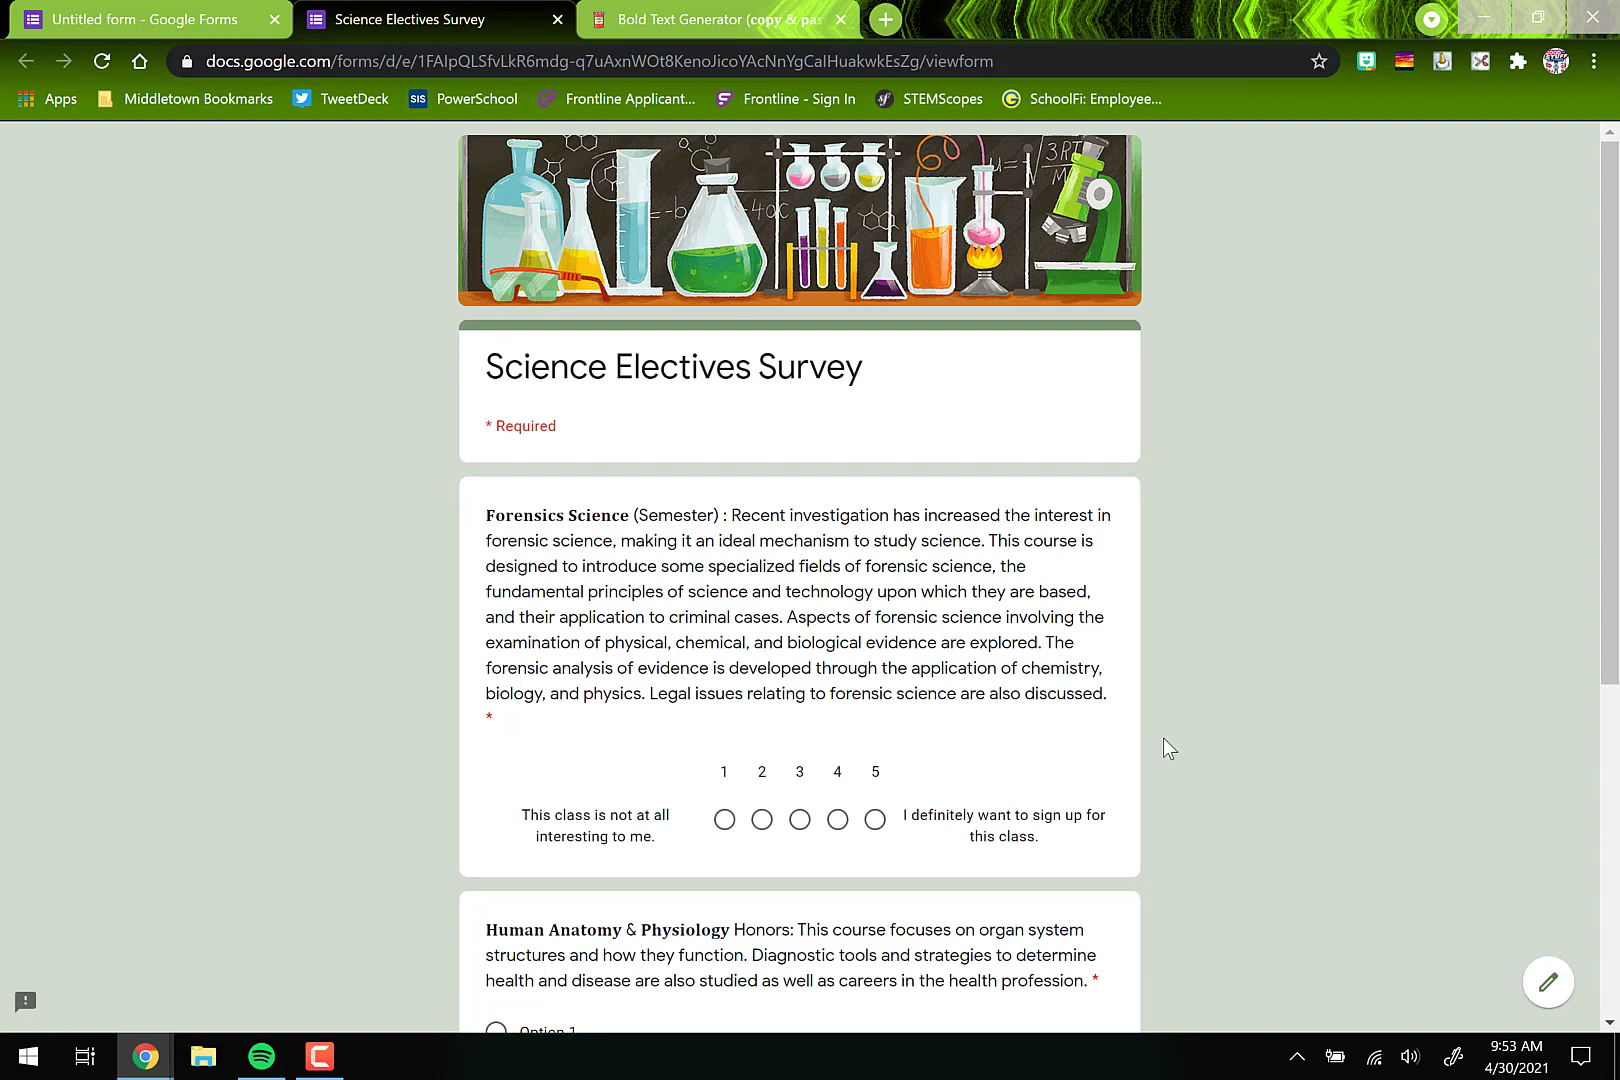 Untitled form - Google Forms
Science Electives Survey
Bold Text Generator (copy & pas
docs.google.com/forms/d/e/1FAIpQLSfvLkR6mdg-q7uAxnWOt8KenoJicoYAcNnYgCalHuakwkEsZg/viewform
Apps
Middletown Bookmarks
TweetDeck
SIS
PowerSchool
Frontline Applicant...
Frontline - Sign In
sf
STEMScopes
SchoolFi: Employee...
3RT
M
μ=
=-b
-4ac
Science Electives Survey
* Required
Forensics Science (Semester) : Recent investigation has increased the interest in
forensic science, making it an ideal mechanism to study science. This course is
designed to introduce some specialized fields of forensic science, the
fundamental principles of science and technology upon which they are based,
and their application to criminal cases. Aspects of forensic science involving the
examination of physical, chemical, and biological evidence are explored. The
forensic analysis of evidence is developed through the application of chemistry,
biology, and physics. Legal issues relating to forensic science are also discussed.
*
1 2 3 4 5
This class is not at all
interesting to me.
I definitely want to sign up for
this class.
Human Anatomy & Physiology Honors: This course focuses on organ system
structures and how they function. Diagnostic tools and strategies to determine
health and disease are also studied as well as careers in the health profession. *
Option 1
9:53 AM
4/30/2021